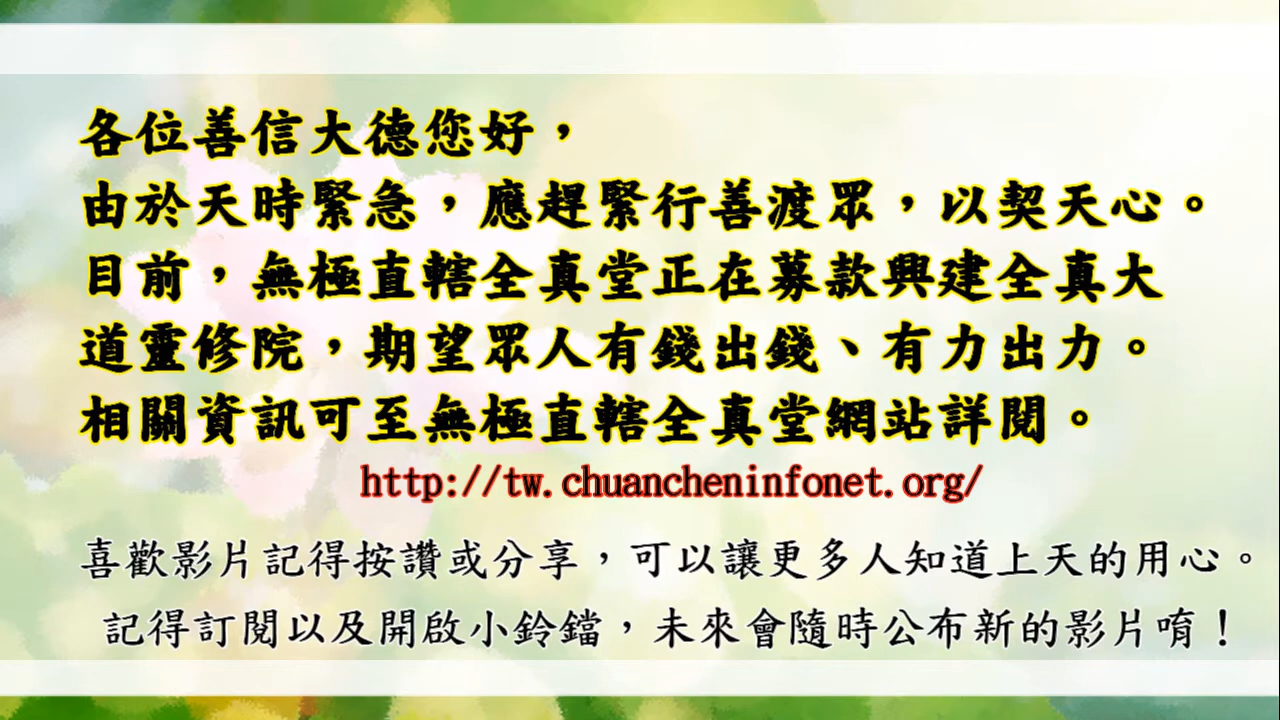 各位善信大德您好，
由於天時緊急，應趕緊行善渡眾，以契天心。
目前，無極直轄全真堂正在募款興建全真大
道靈修院，期望眾人有錢出錢、有力出力。
相關資訊可至無極直轄全真堂網站詳閱。
http://tw.chuancheninfonet.org/
喜歡影片記得按讚或分享，可以讓更多人知道上天的用心。
記得訂閱以及開啟小鈴鐺，未來會隨時公布新的影片唷！